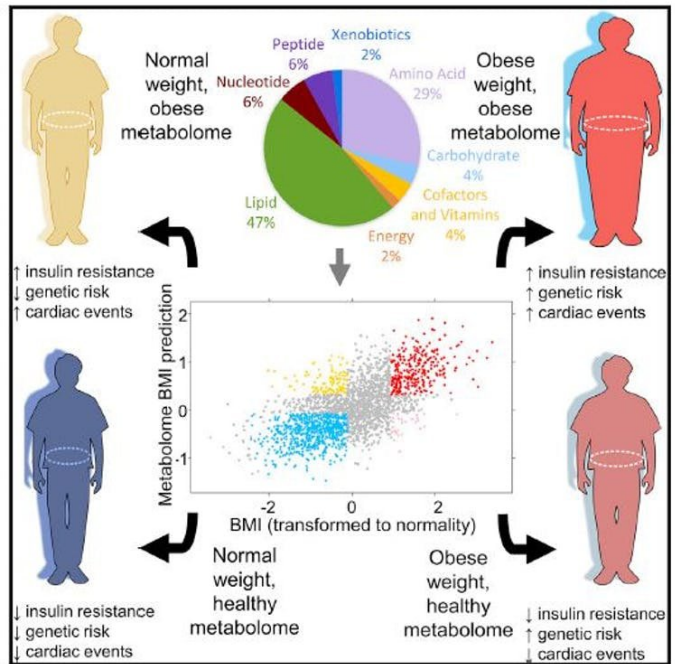 Normal
weight,
obese
metabolome
Peptide
6%
Xenobiotics
2%
Nucleotide
6%
Amino Acid
29%
Lipid
47%
Carbohydrate
4%
Cofactors
and Vitamins
4%
Energy
2%
Obese
weight,
obese
metabolome
↑ insulin resistance
↓ genetic risk
↑ cardiac events
↑ insulin resistance
↑ genetic risk
↑ cardiac events
Metabolome BMI prediction
2
1
0
-1
-2
0
2
BMI (transformed to normality)
Normal
weight,
healthy
metabolome
Obese
weight,
healthy
metabolome
↓ insulin resistance
↓ genetic risk
↓ cardiac events
↓ insulin resistance
↑ genetic risk
↓ cardiac events